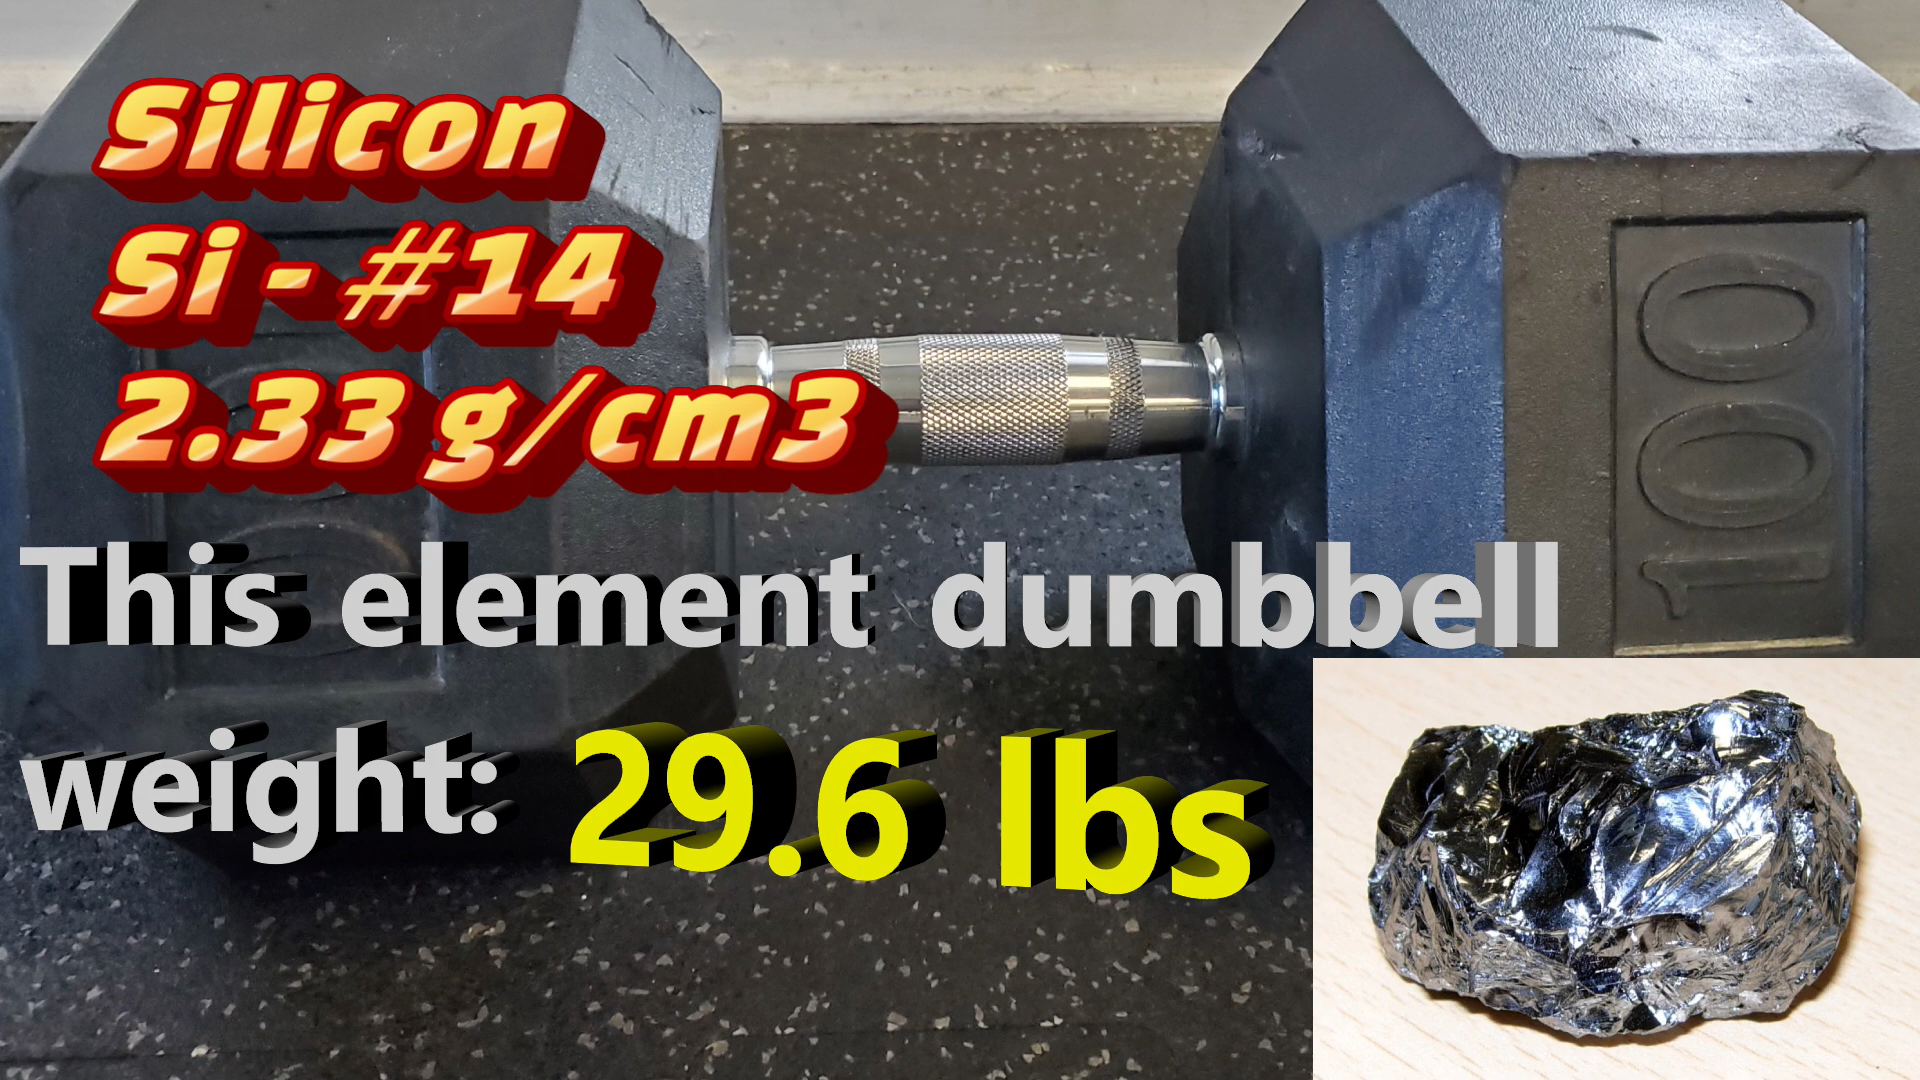 Silicon
Si - #14
2.33 g/cm3
This element dumbbell
weight: 29.6 lbs
100